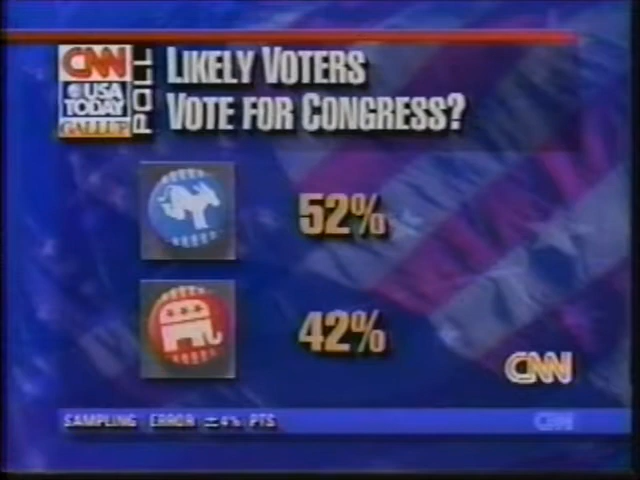 CNN
USA
TODAY
GALLUP
POLL
LIKELY VOTERS
VOTE FOR CONGRESS?
52%
42%
CNN
SAMPLING ERROR ±4% PTS
CNN